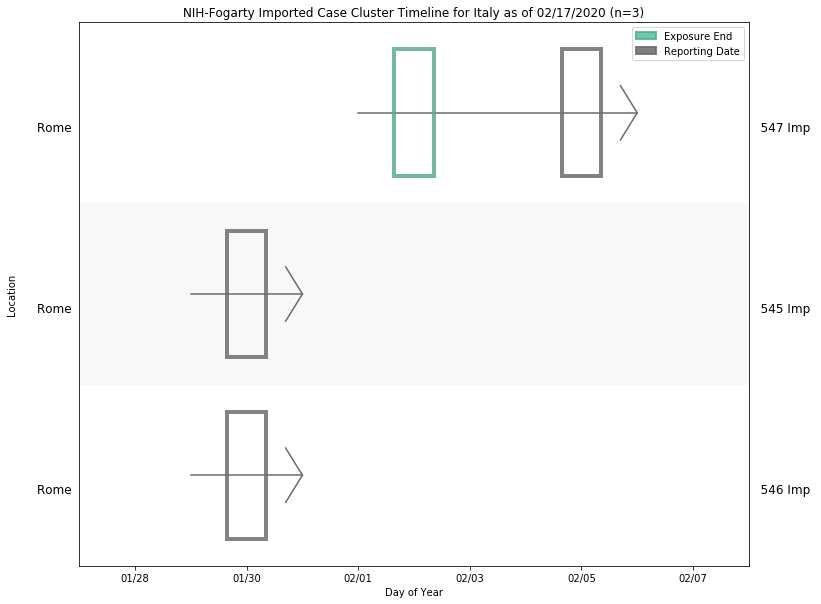 NIH-Fogarty Imported Case Cluster Timeline for Italy as of 02/17/2020 (n=3)
Exposure End
Reporting Date
Rome
547 Imp
Location
Rome
545 Imp
Rome
546 Imp
01/28
01/30
02/01
02/03
02/05
02/07
Day of Year